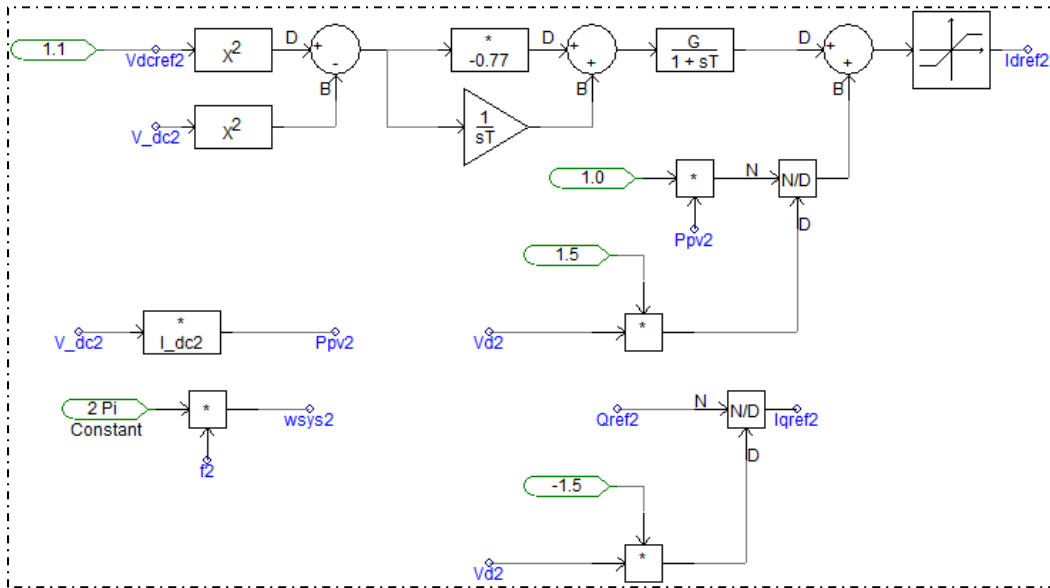 1.1
Vdcref2
X²
D
+
-
B
*
-0.77
D
+
+
B
G
1 + sT
D
+
+
B
Idref2
V_dc2
X²
1
sT
1.0
*
N
N/D
D
Ppv2
1.5
V_dc2
*
I_dc2
Ppv2
Vd2
*
2 Pi
Constant
*
wsys2
f2
Qref2
N
N/D
Iqref2
D
-1.5
Vd2
*